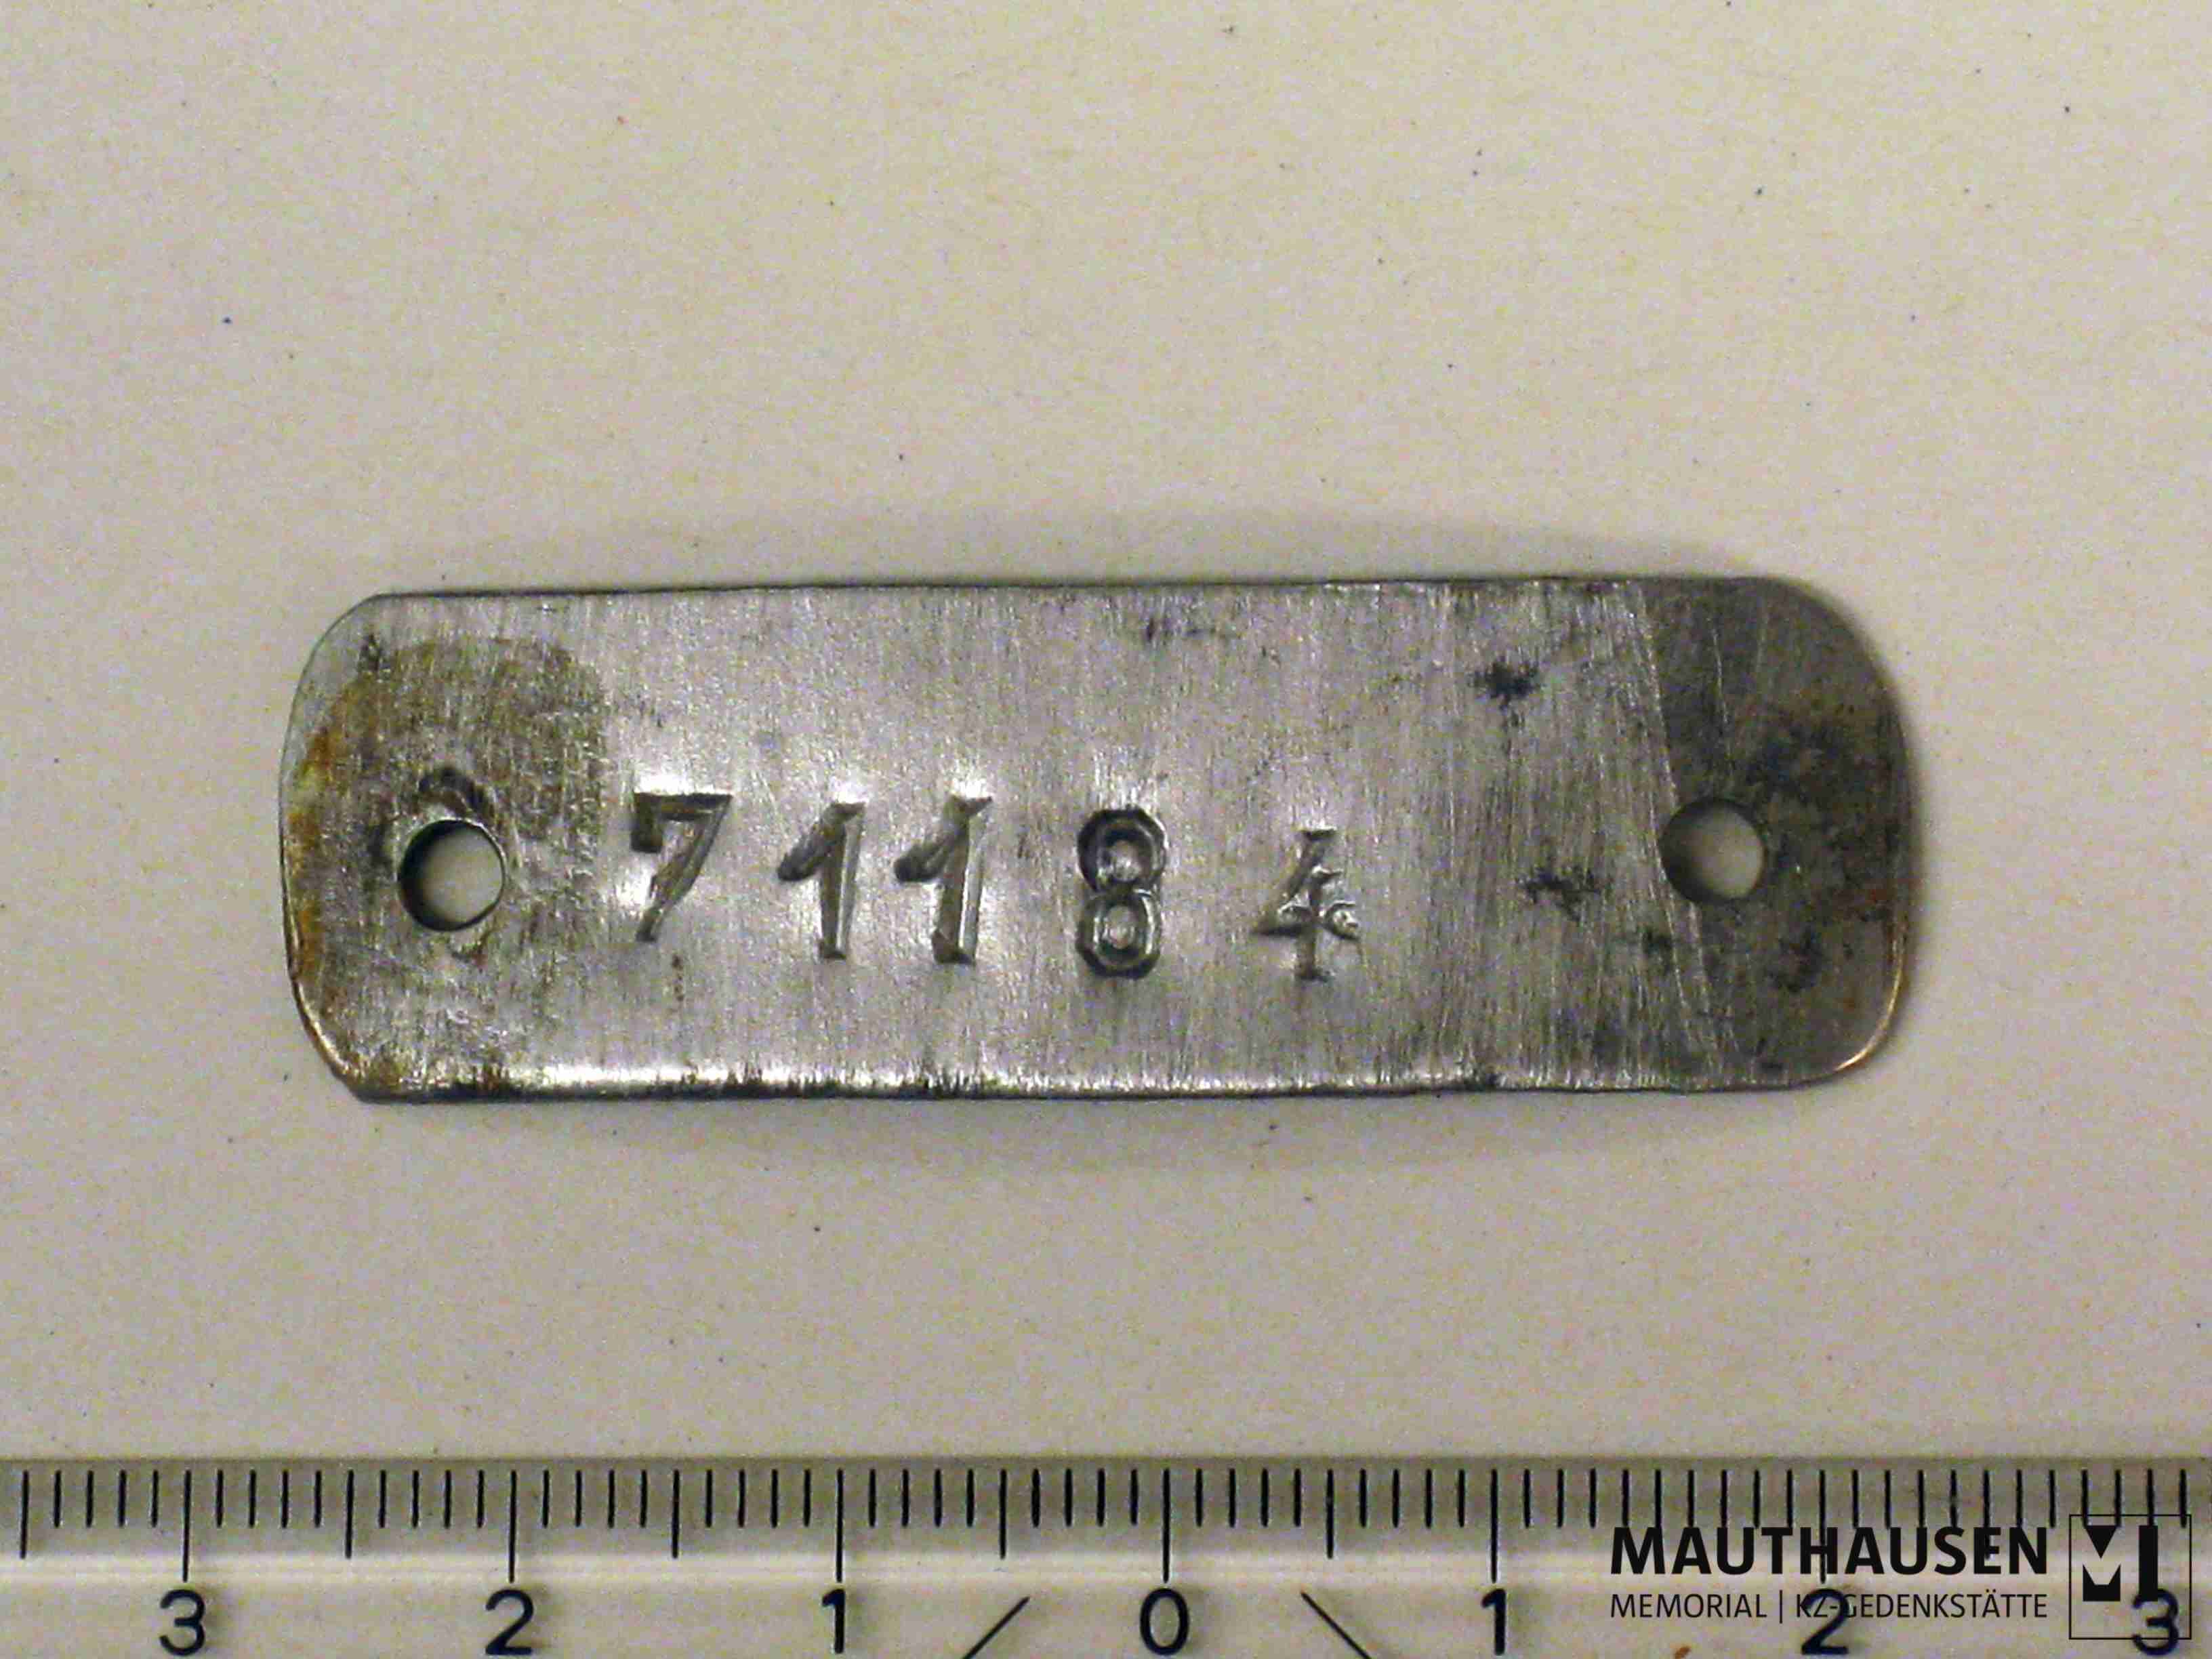 71184
3 2 1 0 1 2 3
MAUTHAUSEN
MEMORIAL | KZ-GEDENKSTÄTTE